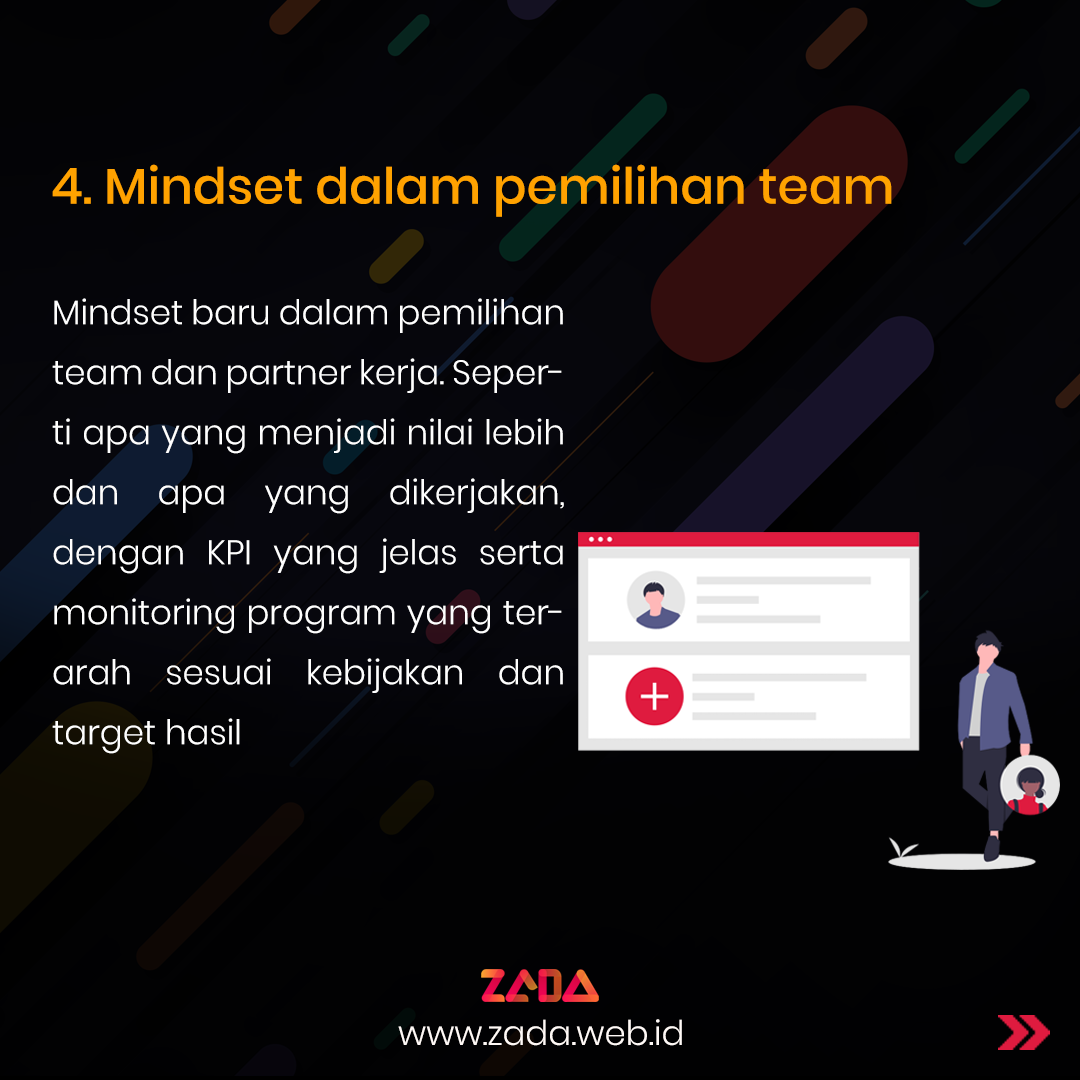 4. Mindset dalam pemilihan team
Mindset baru dalam pemilihan
team dan partner kerja. Seper-
ti apa yang menjadi nilai lebih
dan apa yang dikerjakan,
dengan KPI yang jelas serta
monitoring program yang ter-
arah sesuai kebijakan dan
target hasil
ZADA
www.zada.web.id